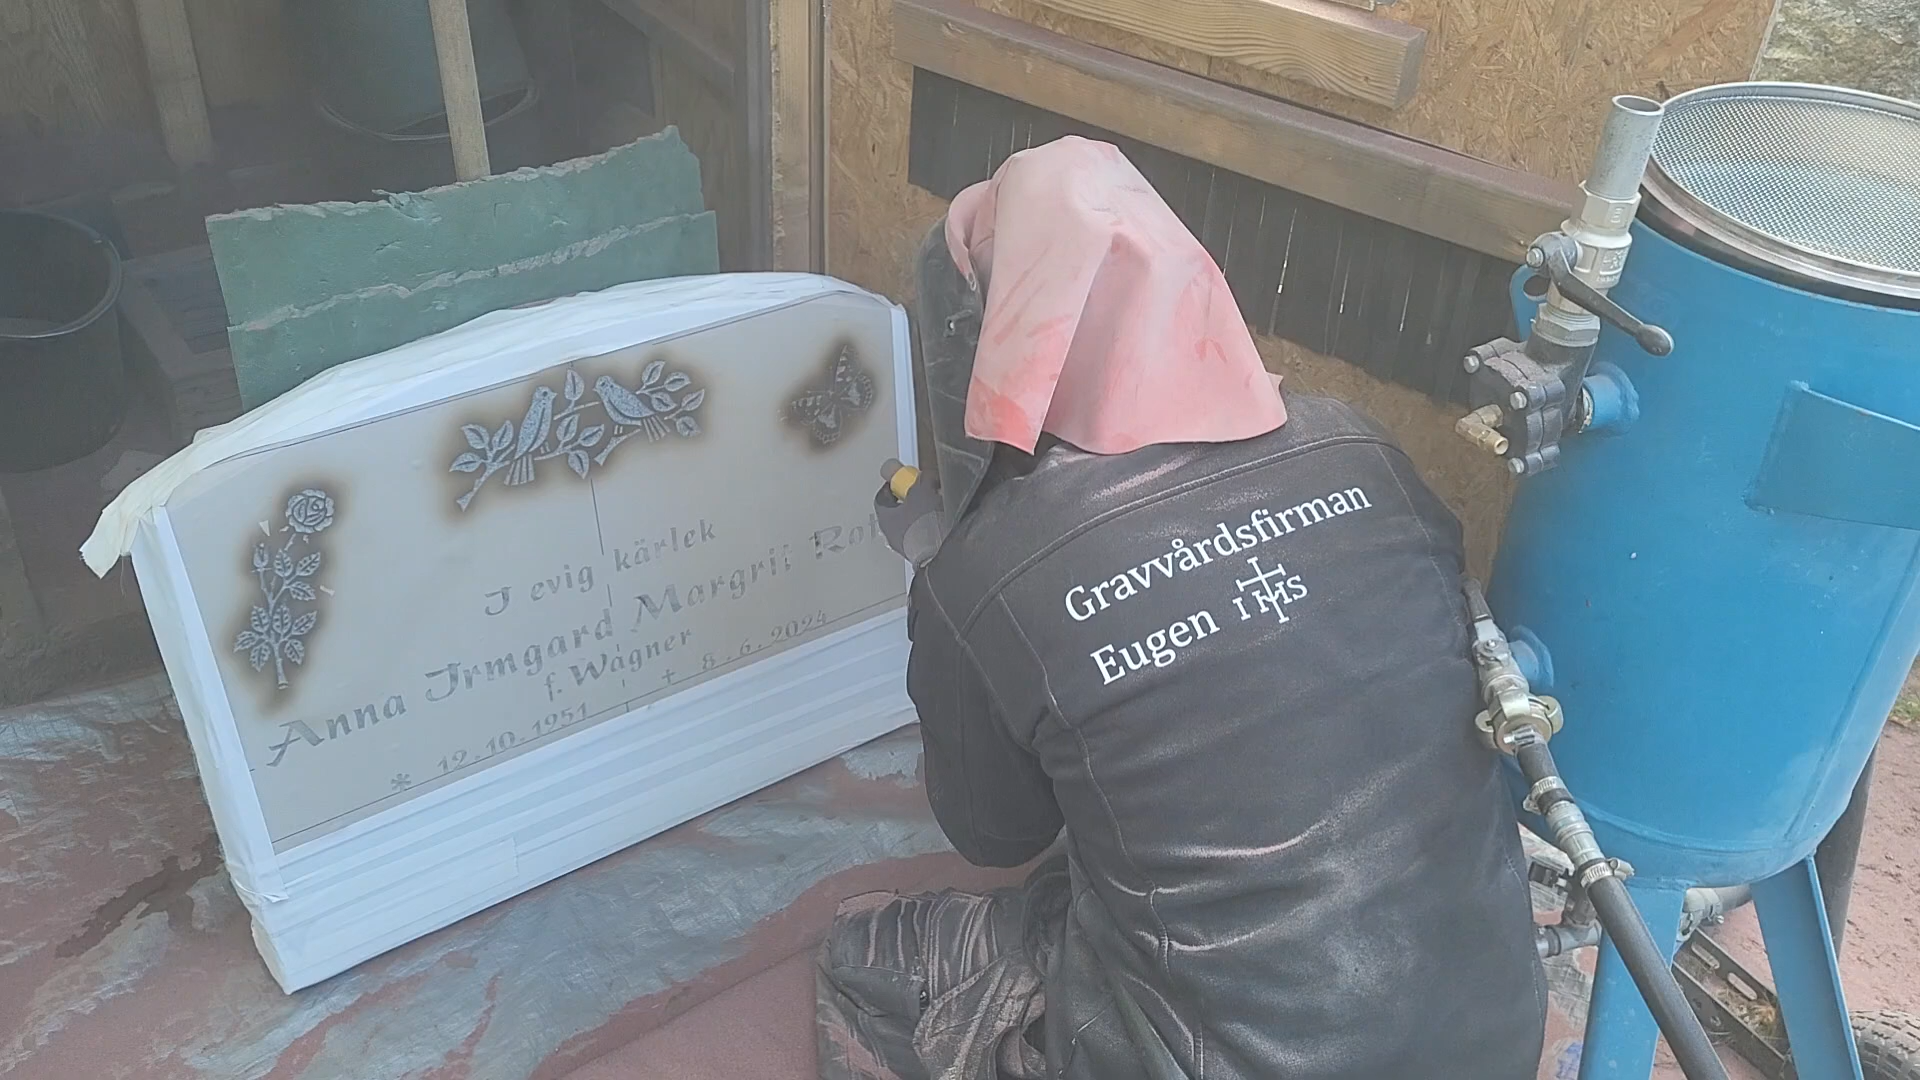 I evig kärlek
Anna Irmgard Margrit
f. Wagner
* 12.10.1951 † 8.6.2024
Gravvårdsfirman
Eugen IHS